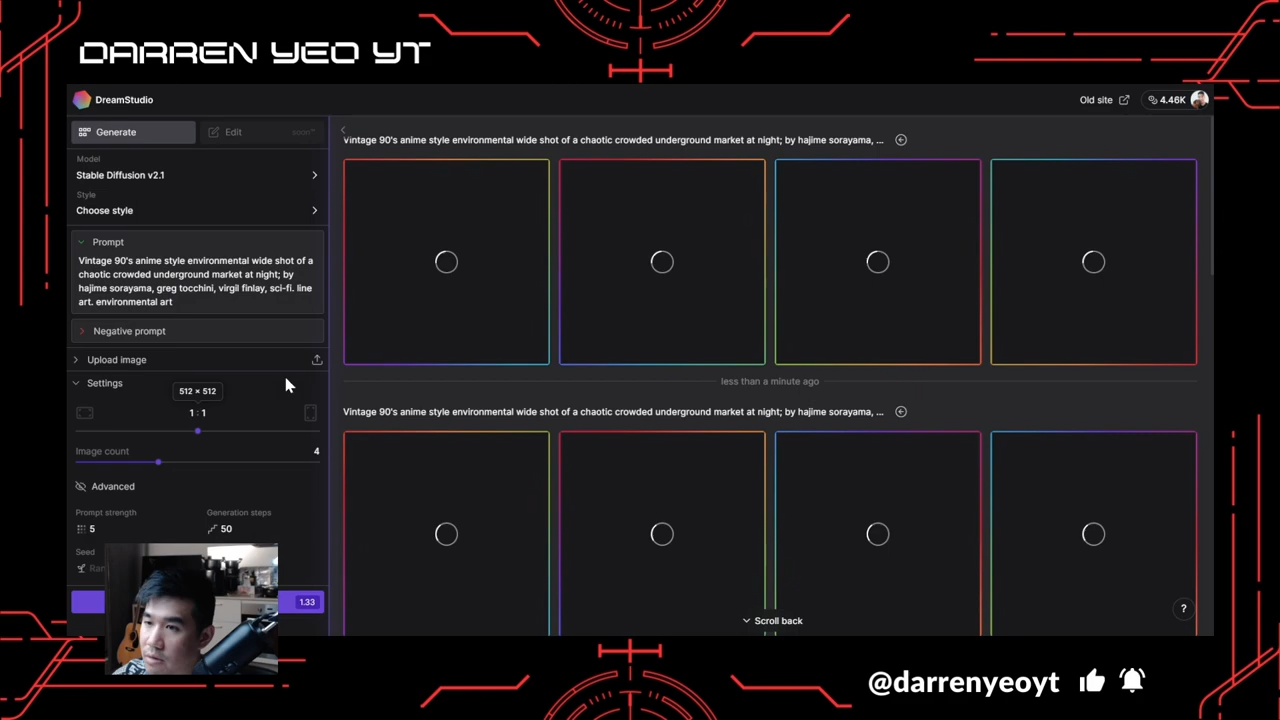 DARREN YEO YT
DreamStudio
Old site
4.46K
Generate
Edit
soon*
Model
Stable Diffusion v2.1
Style
Choose style
Prompt
Vintage 90's anime style environmental wide shot of a
chaotic crowded underground market at night; by
hajime sorayama, greg tocchini, virgil finlay, sci-fi. line
art. environmental art
Negative prompt
Upload image
Settings
512 × 512
1 : 1
Image count
4
Advanced
Prompt strength
Generation steps
5
50
Seed
Ran
1.33
Vintage 90's anime style environmental wide shot of a chaotic crowded underground market at night; by hajime sorayama, ...
less than a minute ago
Vintage 90's anime style environmental wide shot of a chaotic crowded underground market at night; by hajime sorayama, ...
Scroll back
?
@darrenyeoyt